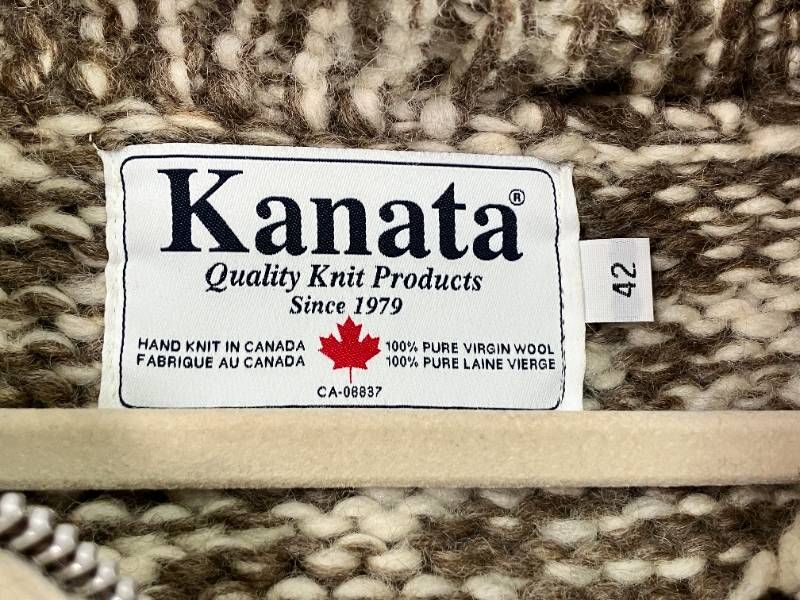 Kanata®
Quality Knit Products
Since 1979
HAND KNIT IN CANADA
FABRIQUE AU CANADA
100% PURE VIRGIN WOOL
100% PURE LAINE VIERGE
CA-06837
42